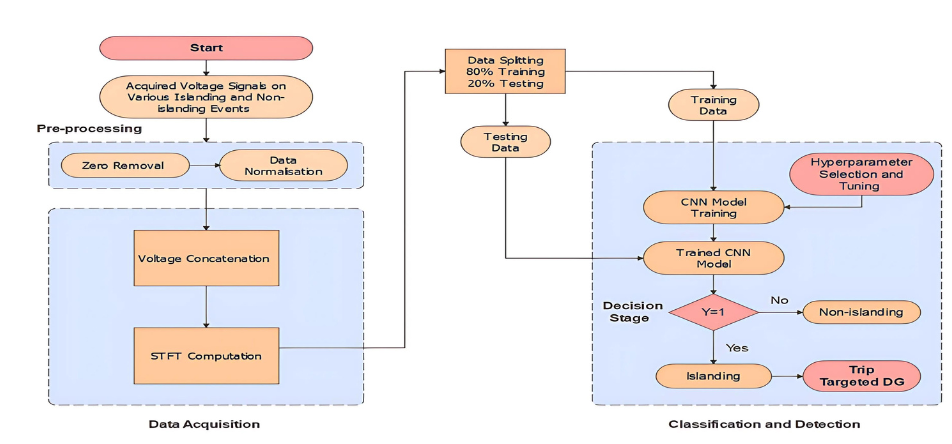 Start
Acquired Voltage Signals on
Various Islanding and Non-
islanding Events
Pre-processing
Zero Removal
Data
Normalisation
Voltage Concatenation
STFT Computation
Data Acquisition
Data Splitting
80% Training
20% Testing
Testing
Data
Training
Data
Hyperparameter
Selection and
Tuning
CNN Model
Training
Trained CNN
Model
Decision
Stage
Y=1
No
Non-islanding
Yes
Islanding
Trip
Targeted DG
Classification and Detection